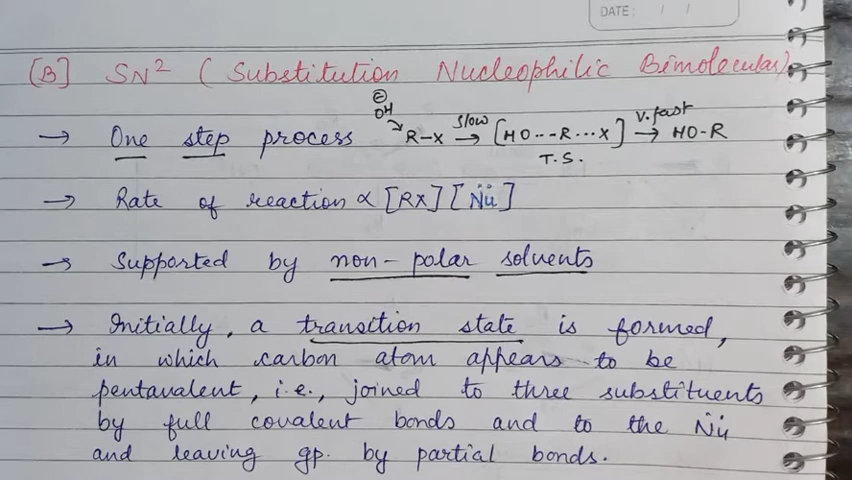 DATE: / /
[B] SN² (Substitution Nucleophilic Bimolecular)
→ One step process ⊖OH R-X slow→ [HO---R---X] v.fast→ HO-R
T.S.
→ Rate of reaction ∝ [RX] [N̈u]
→ Supported by non-polar solvents
→ Initially, a transition state is formed,
in which carbon atom appears to be
pentavalent, i.e., joined to three substituents
by full covalent bonds and to the N̈u
and leaving gp. by partial bonds.